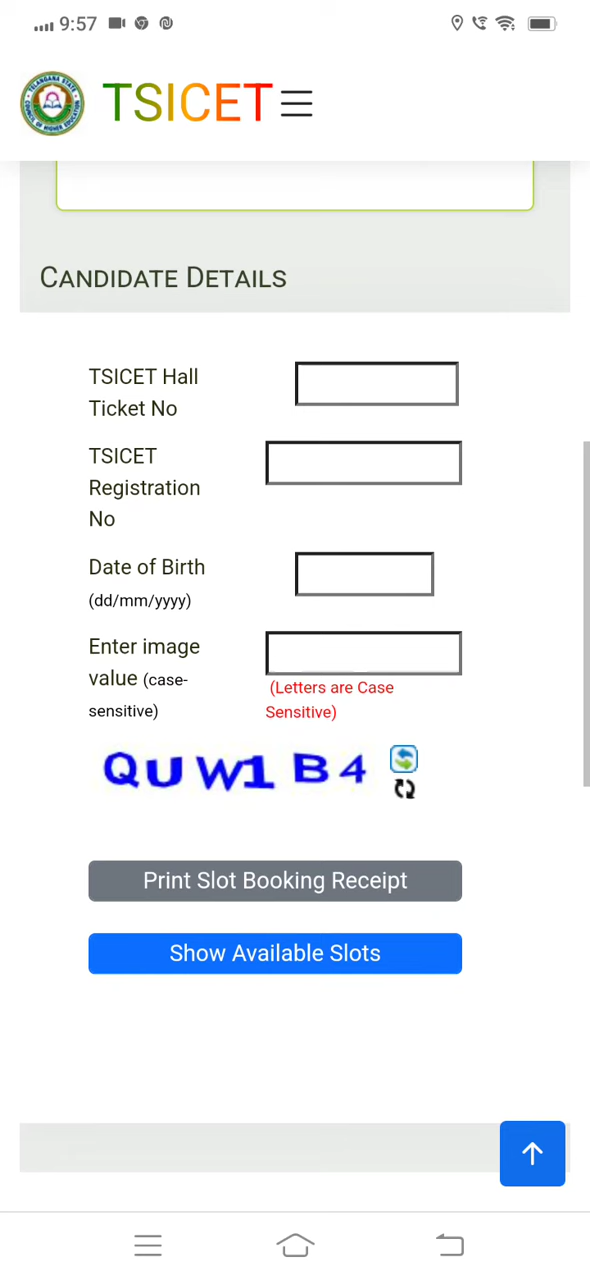 9:57
TSICET
CANDIDATE DETAILS
TSICET Hall
Ticket No
TSICET
Registration
No
Date of Birth
(dd/mm/yyyy)
Enter image
value (case-
sensitive)
(Letters are Case
Sensitive)
QUW1B4
Print Slot Booking Receipt
Show Available Slots